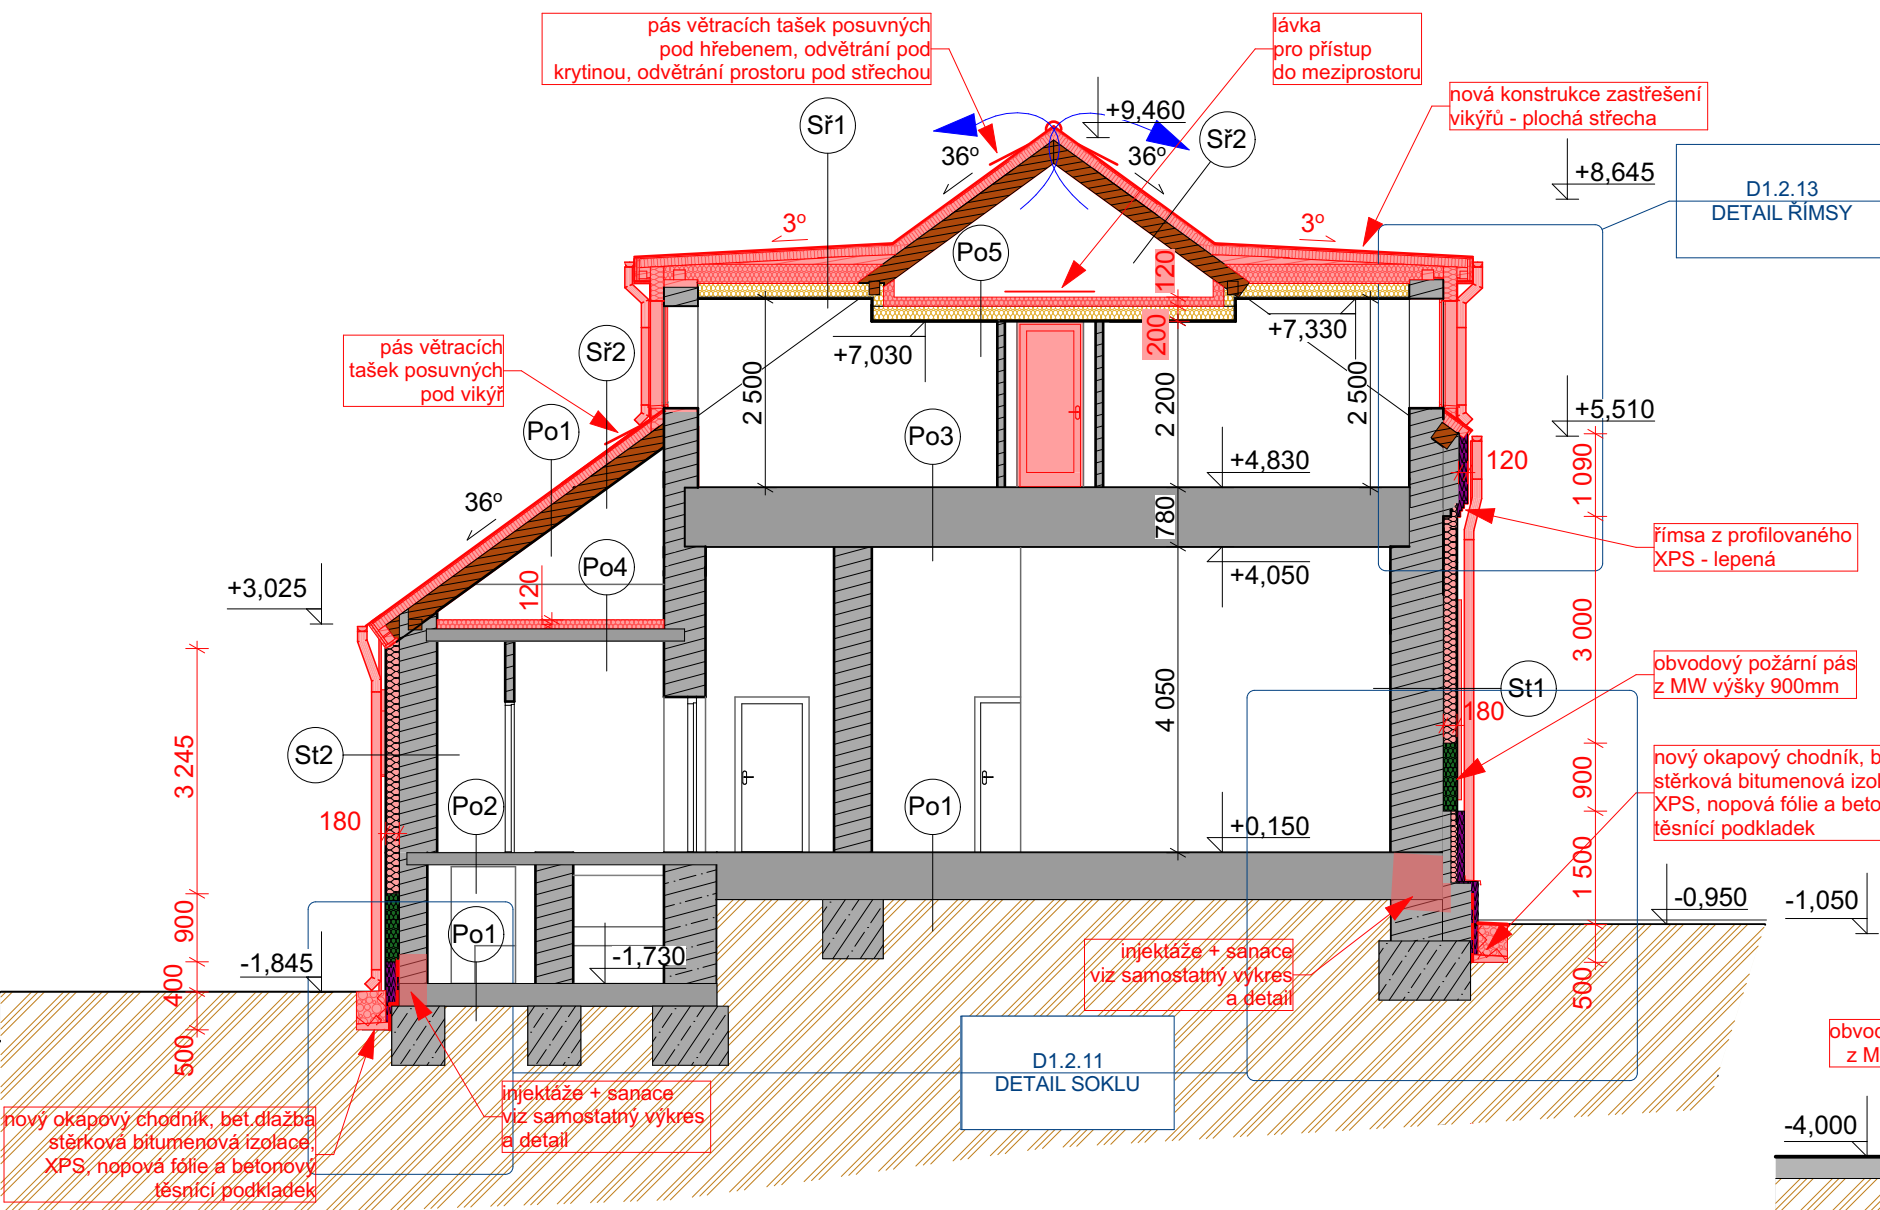 pás větracích tašek posuvných
pod hřebenem, odvětrání pod
krytinou, odvětrání prostoru pod střechou
lávka
pro přístup
do meziprostoru
nová konstrukce zastřešení
vikýřů - plochá střecha
Sř1
+9,460
Sř2
36º
36º
+8,645
D1.2.13
DETAIL ŘÍMSY
3º
3º
Po5
120
200
+7,030
+7,330
pás větracích
tašek posuvných
pod vikýř
Sř2
2 500
2 200
2 500
+5,510
Po1
Po3
+4,830
120
1 090
36º
780
římsa z profilovaného
XPS - lepená
+3,025
120
Po4
+4,050
3 000
obvodový požární pás
z MW výšky 900mm
St1
180
4 050
St2
3 245
180
Po2
Po1
+0,150
900
nový okapový chodník, b
stěrková bitumenová izol
XPS, nopová fólie a beto
těsnící podkladek
1 500
-0,950
-1,050
900
Po1
-1,845
-1,730
injektáže + sanace
viz samostatný výkres
a detail
400
500
500
obvod
z M
D1.2.11
DETAIL SOKLU
nový okapový chodník, bet.dlažba
stěrková bitumenová izolace,
XPS, nopová fólie a betonový
těsnící podkladek
injektáže + sanace
viz samostatný výkres
a detail
-4,000